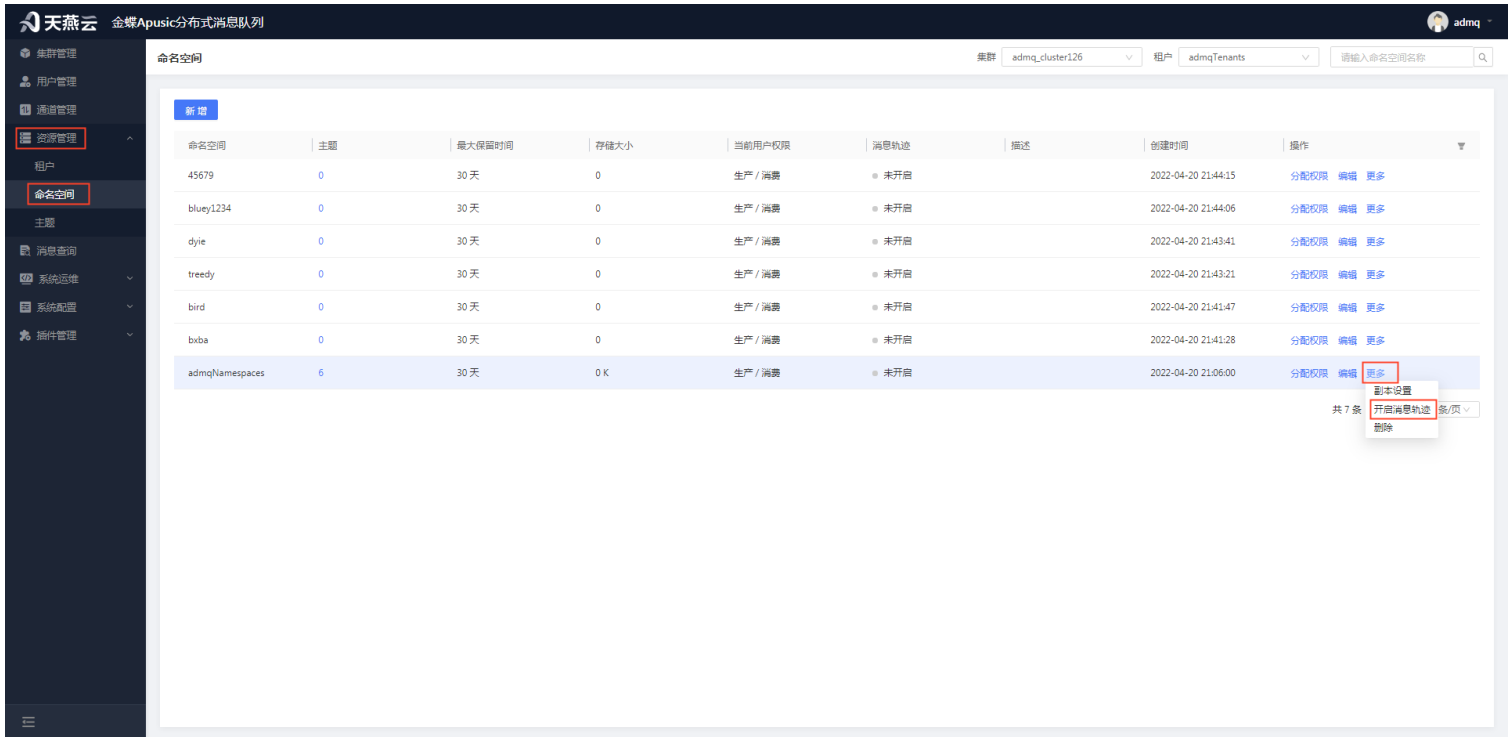 天燕云 金蝶Apusic分布式消息队列 admq
集群管理
用户管理
通道管理
资源管理
租户
命名空间
主题
消息查询
系统运维
系统配置
插件管理
命名空间 集群 admq_cluster126 租户 admqTenants 请输入命名空间名称
新增
命名空间 主题 最大保留时间 存储大小 当前用户权限 消息轨迹 描述 创建时间 操作
45679 0 30 天 0 生产 / 消费 未开启 2022-04-20 21:44:15 分配权限 编辑 更多
bluey1234 0 30 天 0 生产 / 消费 未开启 2022-04-20 21:44:06 分配权限 编辑 更多
dyie 0 30 天 0 生产 / 消费 未开启 2022-04-20 21:43:41 分配权限 编辑 更多
treedy 0 30 天 0 生产 / 消费 未开启 2022-04-20 21:43:21 分配权限 编辑 更多
bird 0 30 天 0 生产 / 消费 未开启 2022-04-20 21:41:47 分配权限 编辑 更多
bxba 0 30 天 0 生产 / 消费 未开启 2022-04-20 21:41:28 分配权限 编辑 更多
admqNamespaces 6 30 天 0 K 生产 / 消费 未开启 2022-04-20 21:06:00 分配权限 编辑 更多
副本设置
共 7 条 开启消息轨迹 条/页
删除